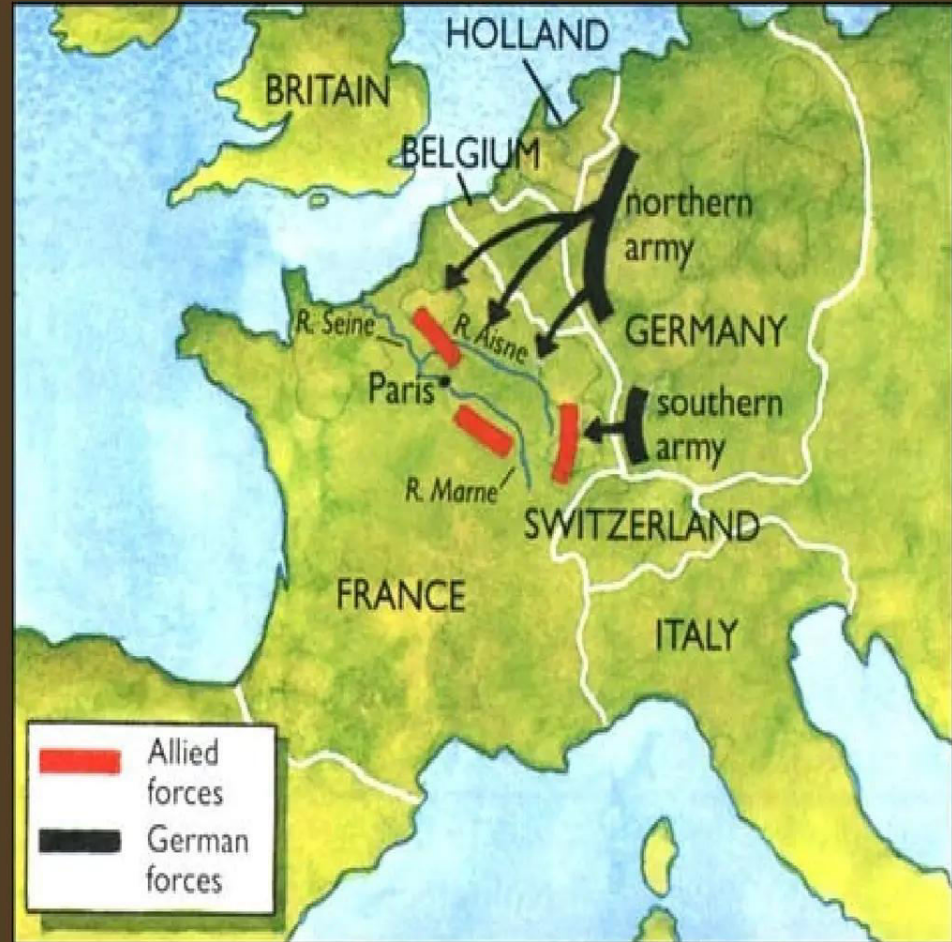 HOLLAND
BRITAIN
BELGIUM
northern
army
R. Seine
R. Aisne
GERMANY
Paris
southern
army
R. Marne
SWITZERLAND
FRANCE
ITALY
Allied
forces
German
forces